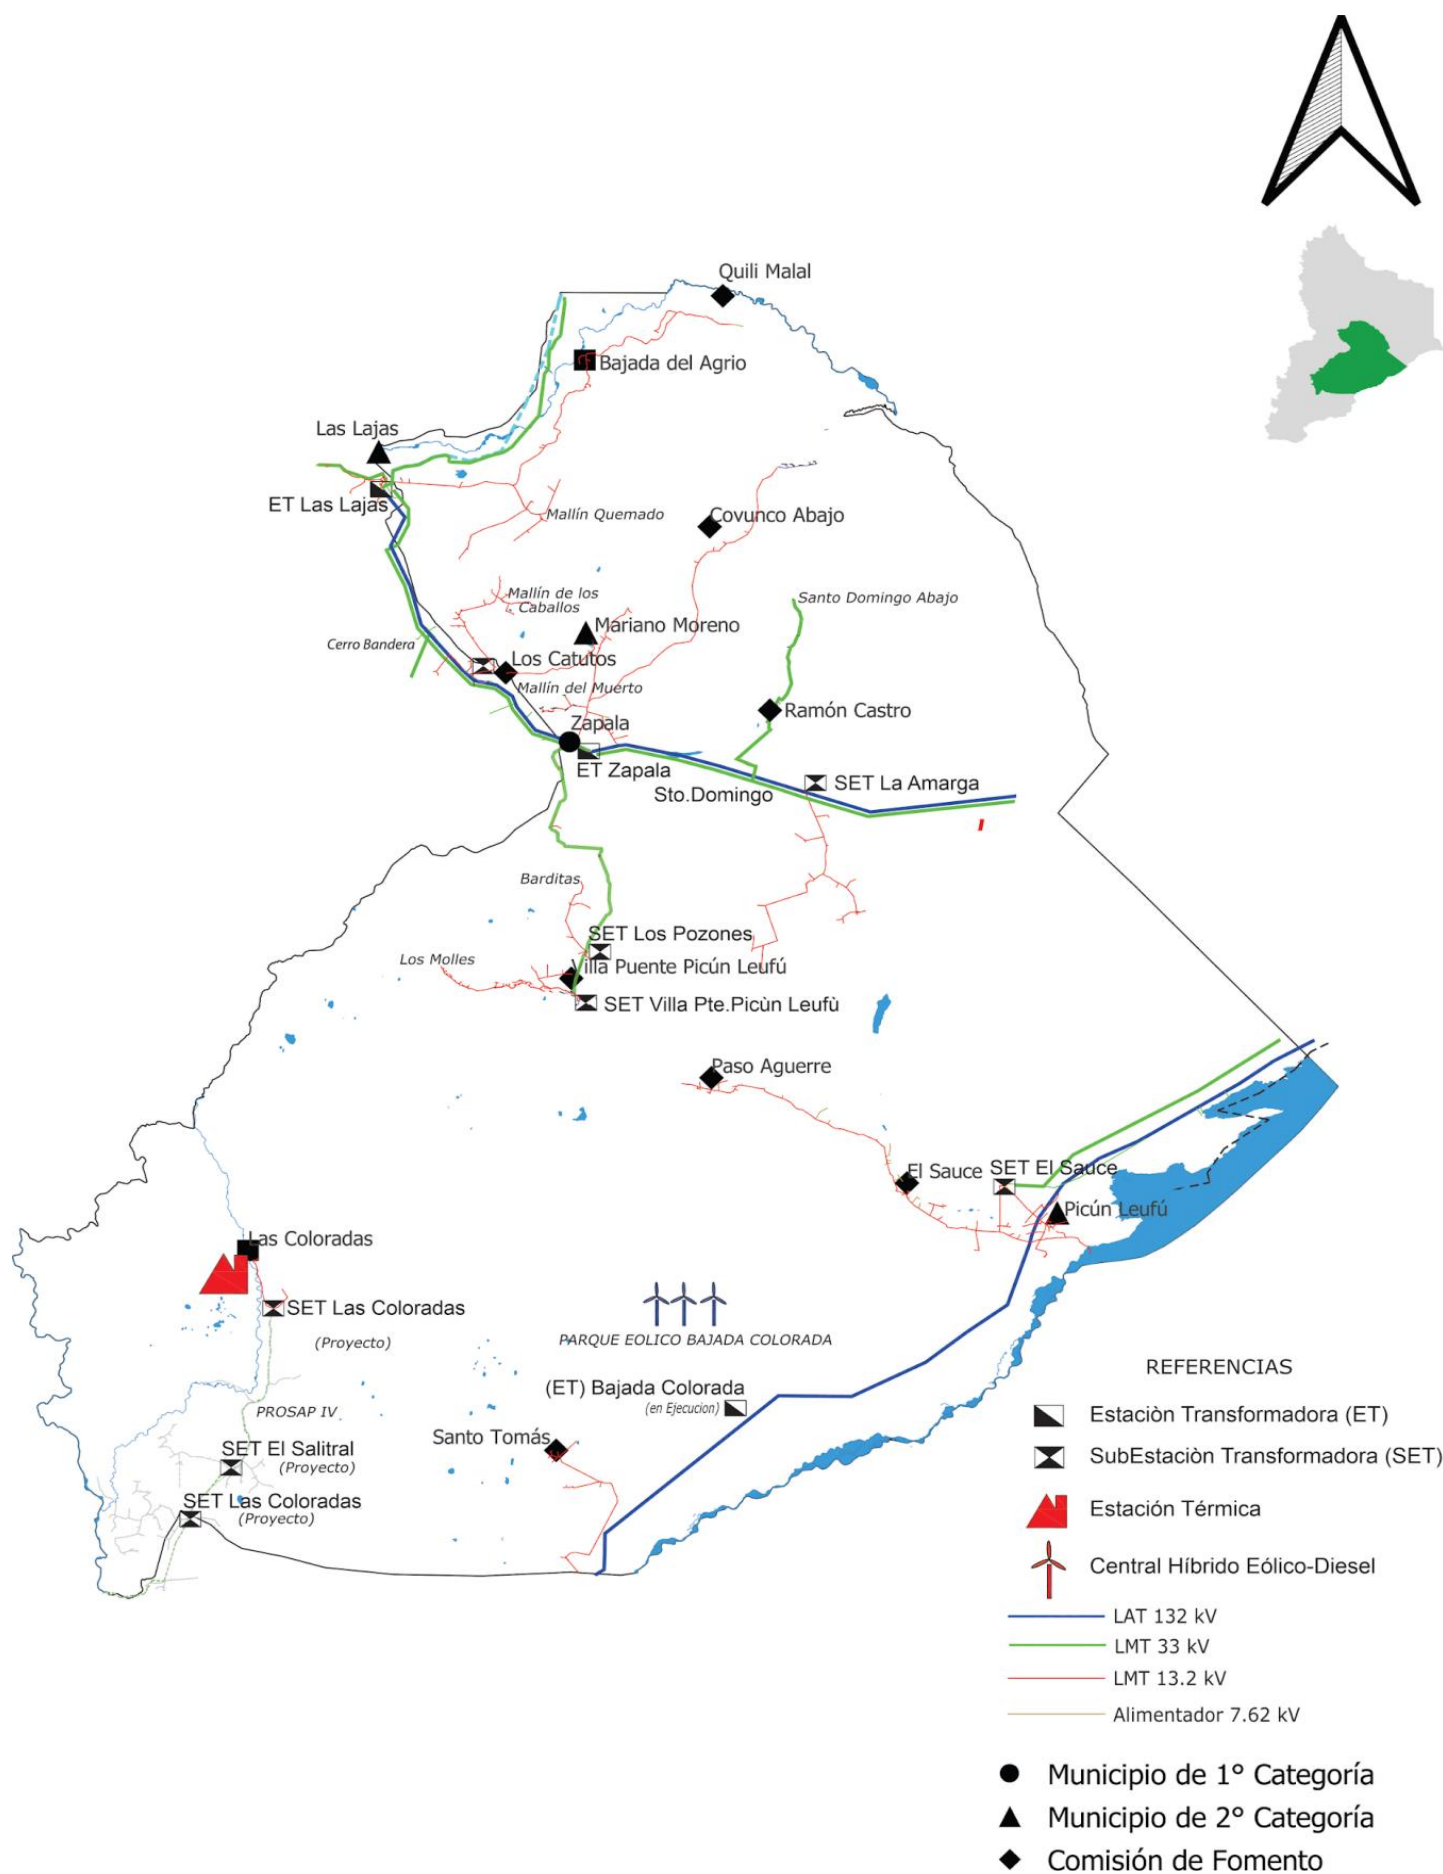 Quili Malal
Bajada del Agrio
Las Lajas
ET Las Lajas
Mallín Quemado
Covunco Abajo
Mallín de los
Caballos
Santo Domingo Abajo
Mariano Moreno
Cerro Bandera
Los Catutos
Mallín del Muerto
Ramón Castro
Zapala
ET Zapala
SET La Amarga
Sto.Domingo
Barditas
SET Los Pozones
Los Molles
Villa Puente Picún Leufú
SET Villa Pte.Picùn Leufù
Paso Aguerre
El Sauce
SET El Sauce
Picún Leufú
Las Coloradas
SET Las Coloradas
(Proyecto)
PARQUE EOLICO BAJADA COLORADA
(ET) Bajada Colorada
(en Ejecucion)
PROSAP IV
Santo Tomás
SET El Salitral
(Proyecto)
SET Las Coloradas
(Proyecto)
REFERENCIAS
Estaciòn Transformadora (ET)
SubEstaciòn Transformadora (SET)
Estación Térmica
Central Híbrido Eólico-Diesel
LAT 132 kV
LMT 33 kV
LMT 13.2 kV
Alimentador 7.62 kV
Municipio de 1° Categoría
Municipio de 2° Categoría
Comisión de Fomento